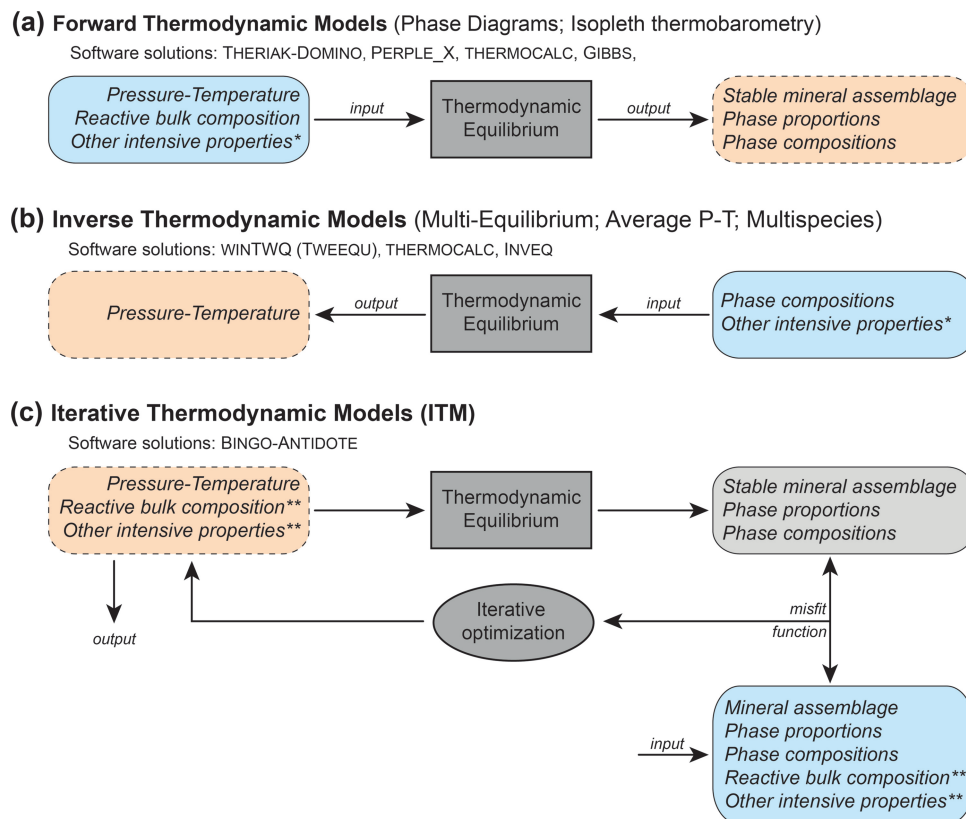 (a) Forward Thermodynamic Models (Phase Diagrams; Isopleth thermobarometry)
Software solutions: THERIAK-DOMINO, PERPLE_X, THERMOCALC, GIBBS,
Pressure-Temperature
Reactive bulk composition
Other intensive properties*
input
Thermodynamic
Equilibrium
output
Stable mineral assemblage
Phase proportions
Phase compositions
(b) Inverse Thermodynamic Models (Multi-Equilibrium; Average P-T; Multispecies)
Software solutions: WINTWQ (TWEEQU), THERMOCALC, INVEQ
Pressure-Temperature
output
Thermodynamic
Equilibrium
input
Phase compositions
Other intensive properties*
(c) Iterative Thermodynamic Models (ITM)
Software solutions: BINGO-ANTIDOTE
Pressure-Temperature
Reactive bulk composition**
Other intensive properties**
Thermodynamic
Equilibrium
Stable mineral assemblage
Phase proportions
Phase compositions
output
Iterative
optimization
misfit
function
input
Mineral assemblage
Phase proportions
Phase compositions
Reactive bulk composition**
Other intensive properties**